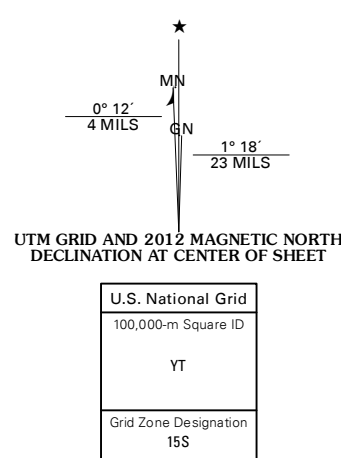 ★
MN
0° 12´
4 MILS
GN
1° 18´
23 MILS
UTM GRID AND 2012 MAGNETIC NORTH
DECLINATION AT CENTER OF SHEET
U.S. National Grid
100,000-m Square ID
YT
Grid Zone Designation
15S